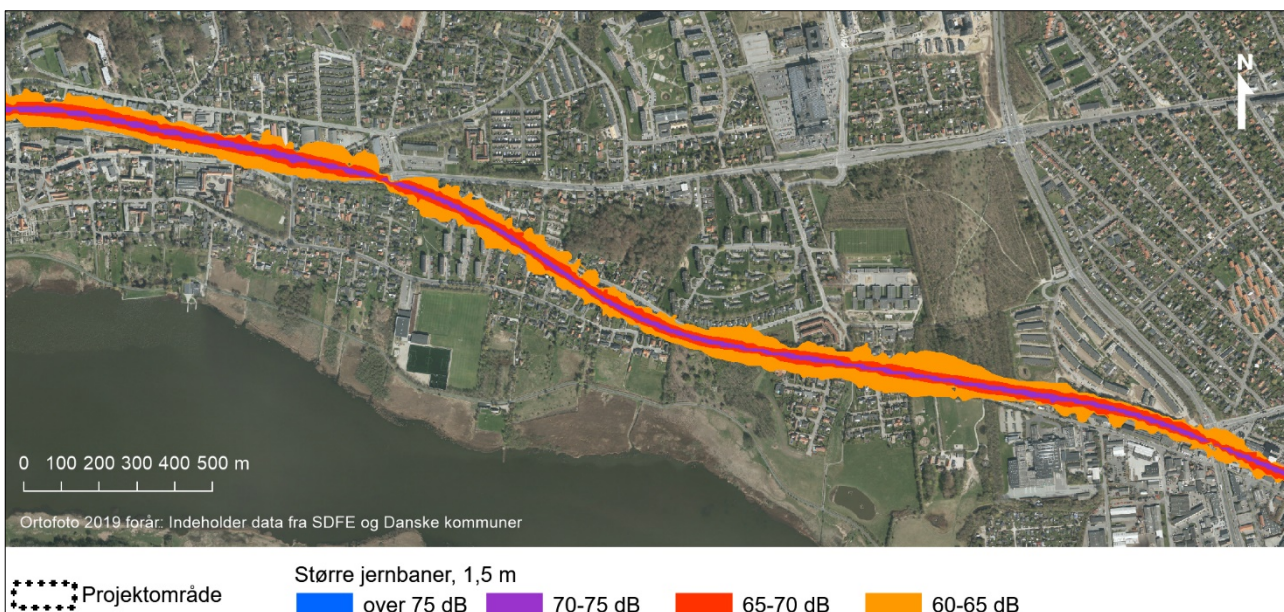 N
0 100 200 300 400 500 m
Ortofoto 2019 forår.: Indeholder data fra SDFE og Danske kommuner
Projektområde
Større jernbaner, 1,5 m
over 75 dB 70-75 dB 65-70 dB 60-65 dB